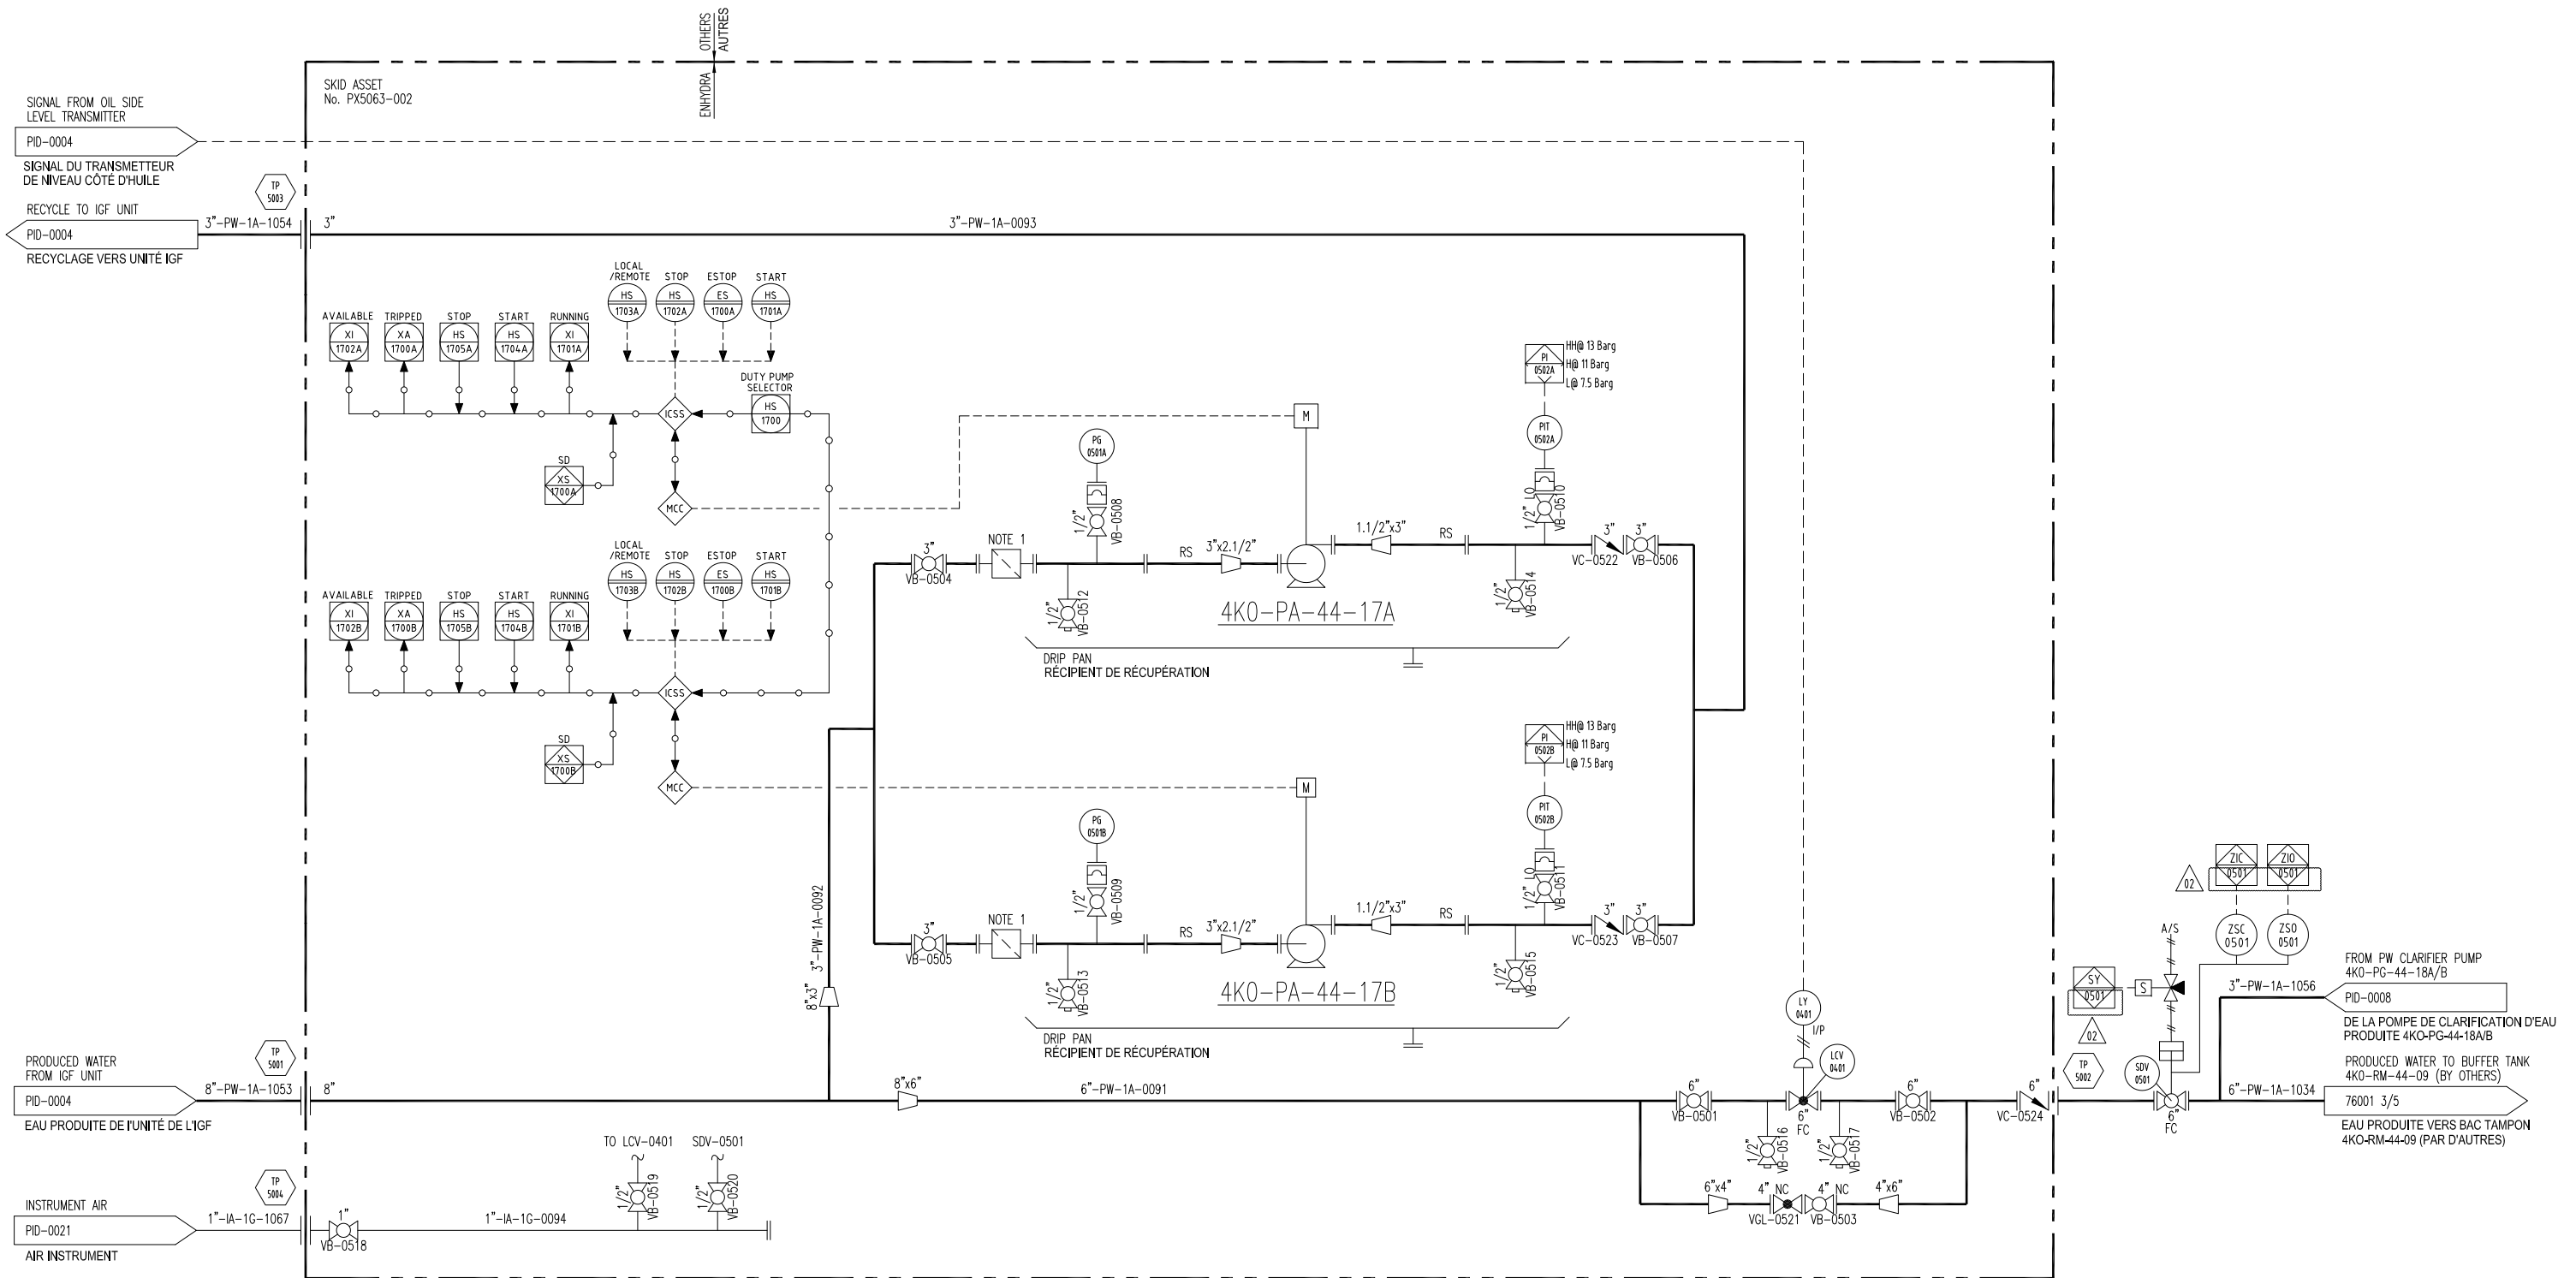 OTHERS
AUTRES
ENHYDRA
SKID ASSET
No. PX5063-002
SIGNAL FROM OIL SIDE
LEVEL TRANSMITTER
PID-0004
SIGNAL DU TRANSMETTEUR
DE NIVEAU CÔTÉ D'HUILE
TP
5003
RECYCLE TO IGF UNIT
PID-0004
RECYCLAGE VERS UNITÉ IGF
3"-PW-1A-1054
3"
3"-PW-1A-0093
LOCAL
/REMOTE
STOP
ESTOP
START
HS
1703A
HS
1702A
ES
1700A
HS
1701A
AVAILABLE
TRIPPED
STOP
START
RUNNING
XI
1702A
XA
1700A
HS
1705A
HS
1704A
XI
1701A
DUTY PUMP
SELECTOR
HS
1700
ICSS
SD
XS
1700A
MCC
M
PG
0501A
1/2"
VB-0508
PI
0502A
HH@ 13 Barg
H@ 11 Barg
L@ 7.5 Barg
PIT
0502A
1/2" LO
VB-0510
3"
VB-0504
NOTE 1
1/2"
VB-0512
RS
3"x2.1/2"
1.1/2"x3"
RS
1/2"
VB-0514
3"
VC-0522
3"
VB-0506
4KO-PA-44-17A
DRIP PAN
RÉCIPIENT DE RÉCUPÉRATION
LOCAL
/REMOTE
STOP
ESTOP
START
HS
1703B
HS
1702B
ES
1700B
HS
1701B
AVAILABLE
TRIPPED
STOP
START
RUNNING
XI
1702B
XA
1700B
HS
1705B
HS
1704B
XI
1701B
ICSS
SD
XS
1700B
MCC
M
PG
0501B
1/2"
VB-0509
PI
0502B
HH@ 13 Barg
H@ 11 Barg
L@ 7.5 Barg
PIT
0502B
1/2" LO
VB-0511
3"
VB-0505
NOTE 1
1/2"
VB-0513
RS
3"x2.1/2"
1.1/2"x3"
RS
1/2"
VB-0515
3"
VC-0523
3"
VB-0507
4KO-PA-44-17B
DRIP PAN
RÉCIPIENT DE RÉCUPÉRATION
3"-PW-1A-0092
8"x3"
LY
0401
I/P
LCV
0401
ZIC
0501
ZIO
0501
02
ZSC
0501
ZSO
0501
A/S
SY
0501
S
02
TP
5002
SDV
0501
6"
FC
FROM PW CLARIFIER PUMP
4KO-PG-44-18A/B
3"-PW-1A-1056
PID-0008
DE LA POMPE DE CLARIFICATION D'EAU
PRODUITE 4KO-PG-44-18A/B
PRODUCED WATER TO BUFFER TANK
4KO-RM-44-09 (BY OTHERS)
6"-PW-1A-1034
76001 3/5
EAU PRODUITE VERS BAC TAMPON
4KO-RM-44-09 (PAR D'AUTRES)
PRODUCED WATER
FROM IGF UNIT
TP
5001
PID-0004
8"-PW-1A-1053
8"
EAU PRODUITE DE l'UNITÉ DE L'IGF
8"x6"
6"-PW-1A-0091
6"
VB-0501
1/2"
VB-0516
6"
FC
1/2"
VB-0517
6"
VB-0502
6"
VC-0524
6"x4"
4" NC
VGL-0521
4" NC
VB-0503
4"x6"
TO LCV-0401
SDV-0501
1/2"
VB-0519
1/2"
VB-0520
INSTRUMENT AIR
TP
5004
PID-0021
1"-IA-1G-1067
AIR INSTRUMENT
1"
VB-0518
1"-IA-1G-0094